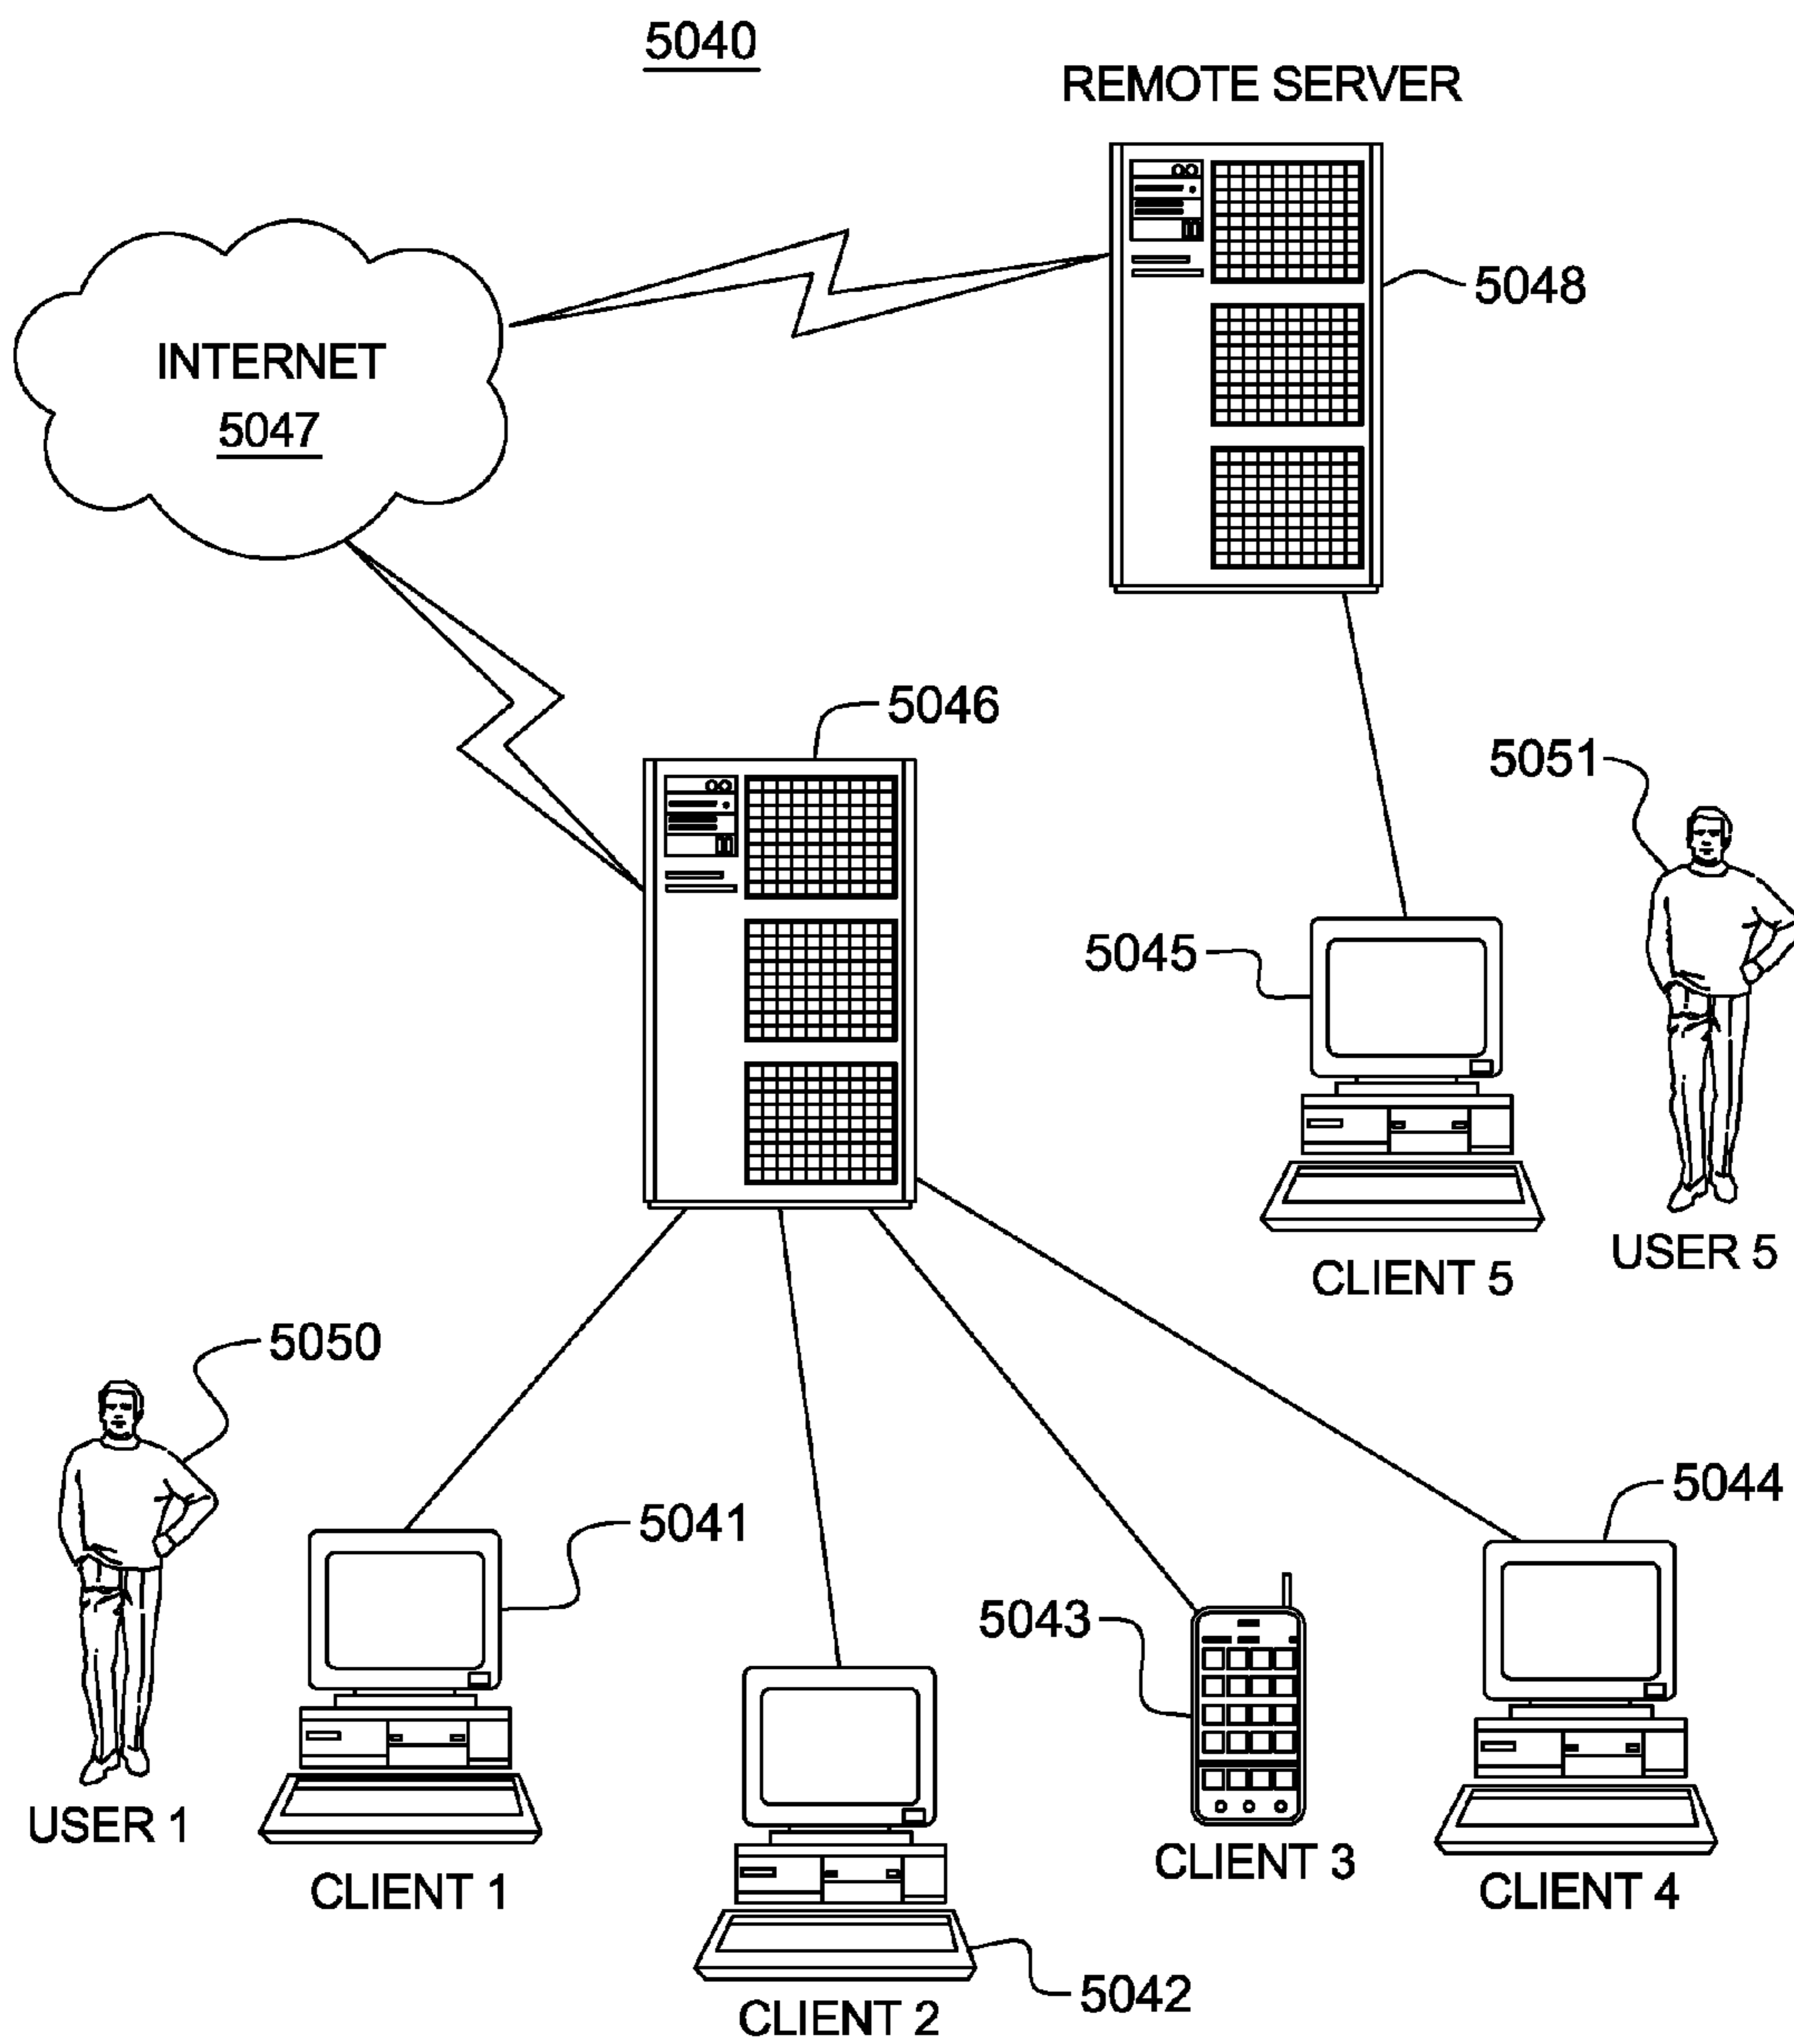 5040
REMOTE SERVER
5048
INTERNET
5047
5046
5051
5045
CLIENT 5
USER 5
5050
5041
5044
5043
USER 1
CLIENT 1
CLIENT 3
CLIENT 4
5042
CLIENT 2